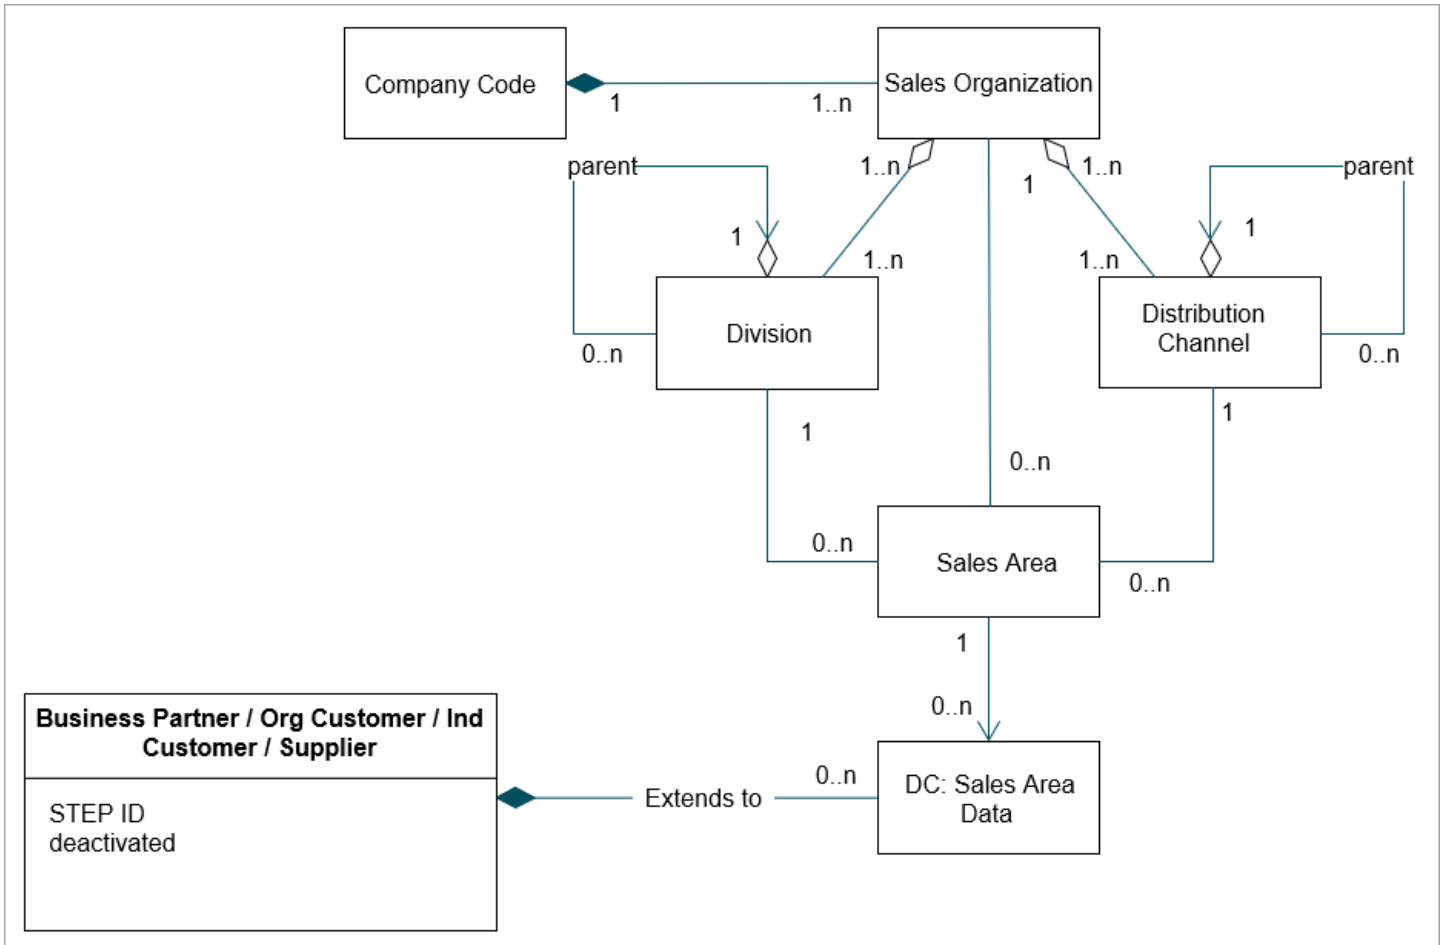 Company Code
Sales Organization
1
1..n
parent
1..n
1
1..n
parent
1
1..n
1..n
1
Division
Distribution
Channel
0..n
0..n
1
1
0..n
0..n
Sales Area
0..n
1
0..n
Business Partner / Org Customer / Ind
Customer / Supplier
STEP ID
deactivated
Extends to
0..n
DC: Sales Area
Data